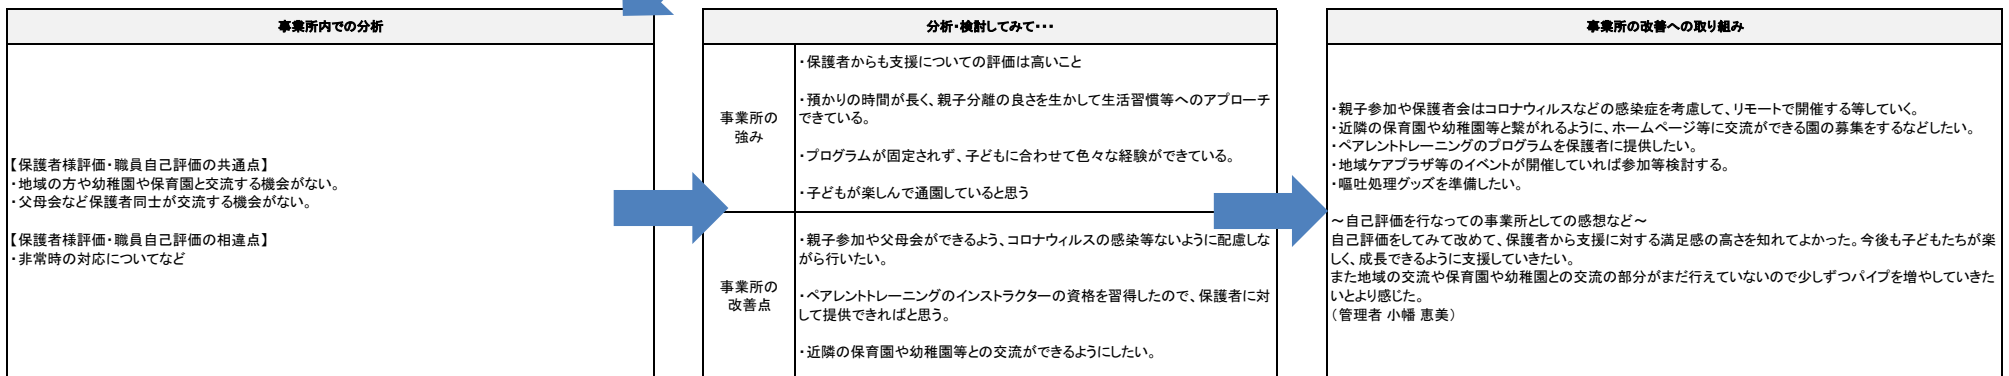 事業所内での分析
【保護者様評価・職員自己評価の共通点】
・地域の方や幼稚園や保育園と交流する機会がない。
・父母会など保護者同士が交流する機会がない。
【保護者様評価・職員自己評価の相違点】
・非常時の対応についてなど
分析・検討してみて・・・
事業所の
強み
・保護者からも支援についての評価は高いこと
・預かりの時間が長く、親子分離の良さを生かして生活習慣等へのアプローチ
できている。
・プログラムが固定されず、子どもに合わせて色々な経験ができている。
・子どもが楽しんで通園していると思う
事業所の
改善点
・親子参加や父母会ができるよう、コロナウィルスの感染等ないように配慮しな
がら行いたい。
・ペアレントトレーニングのインストラクターの資格を習得したので、保護者に対
して提供できればと思う。
・近隣の保育園や幼稚園等との交流ができるようにしたい。
事業所の改善への取り組み
・親子参加や保護者会はコロナウィルスなどの感染症を考慮して、リモートで開催する等していく。
・近隣の保育園や幼稚園等と繋がれるように、ホームページ等に交流ができる園の募集をするなどしたい。
・ペアレントトレーニングのプログラムを保護者に提供したい。
・地域ケアプラザ等のイベントが開催していれば参加等検討する。
・嘔吐処理グッズを準備したい。
～自己評価を行なっての事業所としての感想など～
自己評価をしてみて改めて、保護者から支援に対する満足感の高さを知れてよかった。今後も子どもたちが楽
しく、成長できるように支援していきたい。
また地域の交流や保育園や幼稚園との交流の部分がまだ行えていないので少しずつパイプを増やしていきた
いとより感じた。
（管理者 小幡 恵美）